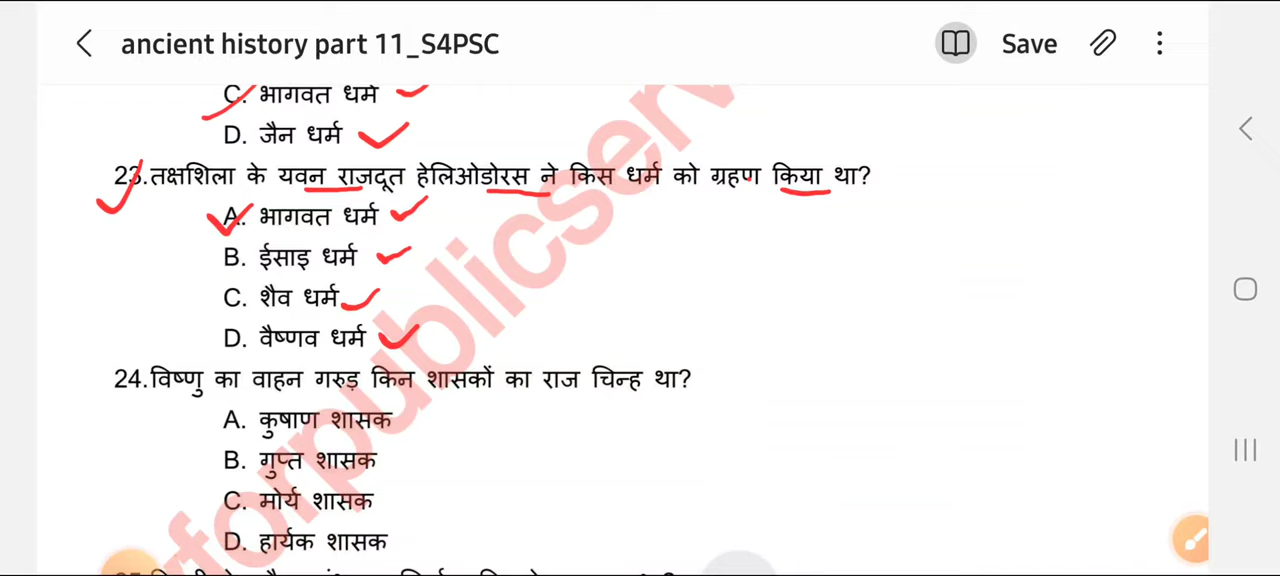 ancient history part 11_S4PSC
Save
C. भागवत धर्म
D. जैन धर्म
23.तक्षशिला के यवन राजदूत हेलिओडोरस ने किस धर्म को ग्रहण किया था?
A. भागवत धर्म
B. ईसाइ धर्म
C. शैव धर्म
D. वैष्णव धर्म
24.विष्णु का वाहन गरुड़ किन शासकों का राज चिन्ह था?
A. कुषाण शासक
B. गुप्त शासक
C. मोर्य शासक
D. हार्यक शासक
forpublicserv